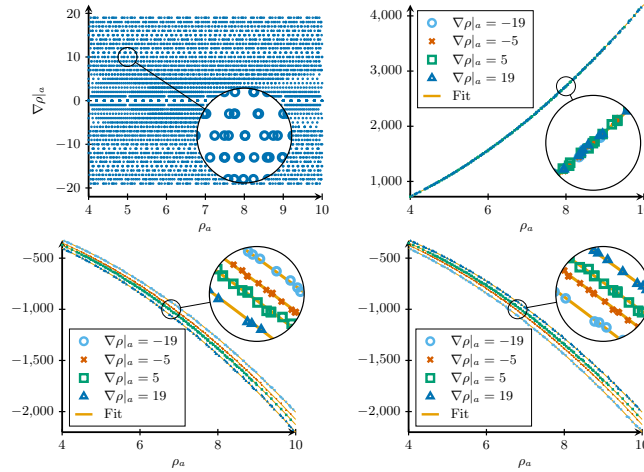 20
10
0
−10
−20
∇ρ|ₐ
4 5 6 7 8 9 10
ρₐ
4,000
3,000
2,000
1,000
∇ρ|ₐ = −19
∇ρ|ₐ = −5
∇ρ|ₐ = 5
∇ρ|ₐ = 19
Fit
4 6 8 10
ρₐ
−500
−1,000
−1,500
−2,000
∇ρ|ₐ = −19
∇ρ|ₐ = −5
∇ρ|ₐ = 5
∇ρ|ₐ = 19
Fit
4 6 8 10
ρₐ
−500
−1,000
−1,500
−2,000
∇ρ|ₐ = −19
∇ρ|ₐ = −5
∇ρ|ₐ = 5
∇ρ|ₐ = 19
Fit
4 6 8 10
ρₐ